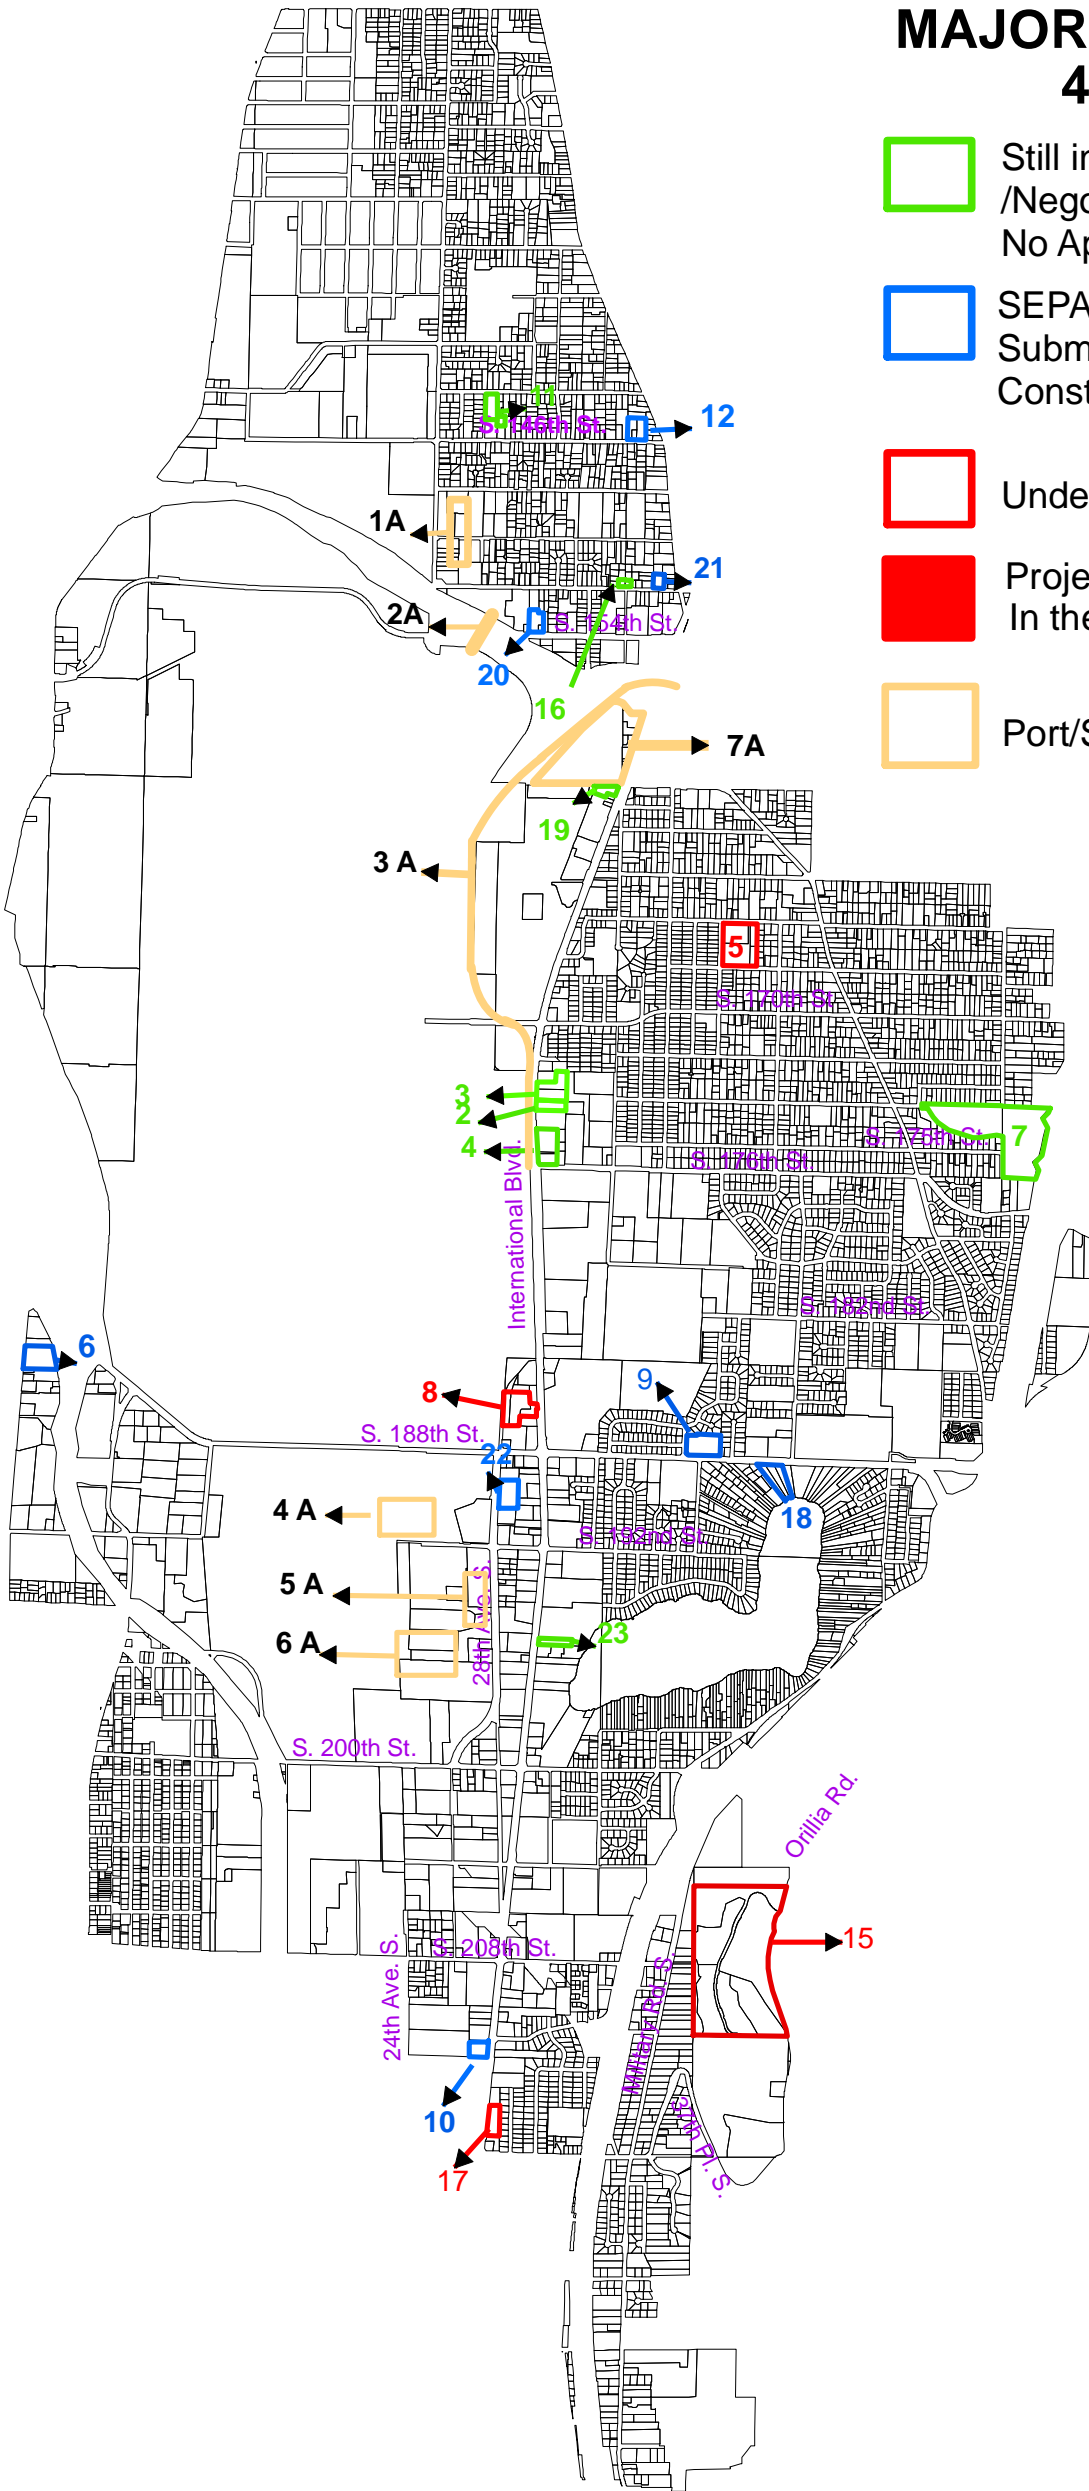 MAJOR
4
Still in
/Nego
No Ap
SEPA
Subm
Const
Unde
Proje
In the
Port/S
11
S. 146th St.
12
1A
21
2A
S. 154th St.
20
16
7A
19
3 A
5
S. 170th St.
3
2
4
S. 175th St.
7
S. 176th St.
International Blvd.
S. 182nd St.
6
8
9
S. 188th St.
22
4 A
18
S. 192nd St.
5 A
28th Ave. S.
6 A
23
S. 200th St.
Orillia Rd.
15
24th Ave. S.
S. 208th St.
Military Rd. S.
10
37th Pl. S.
17